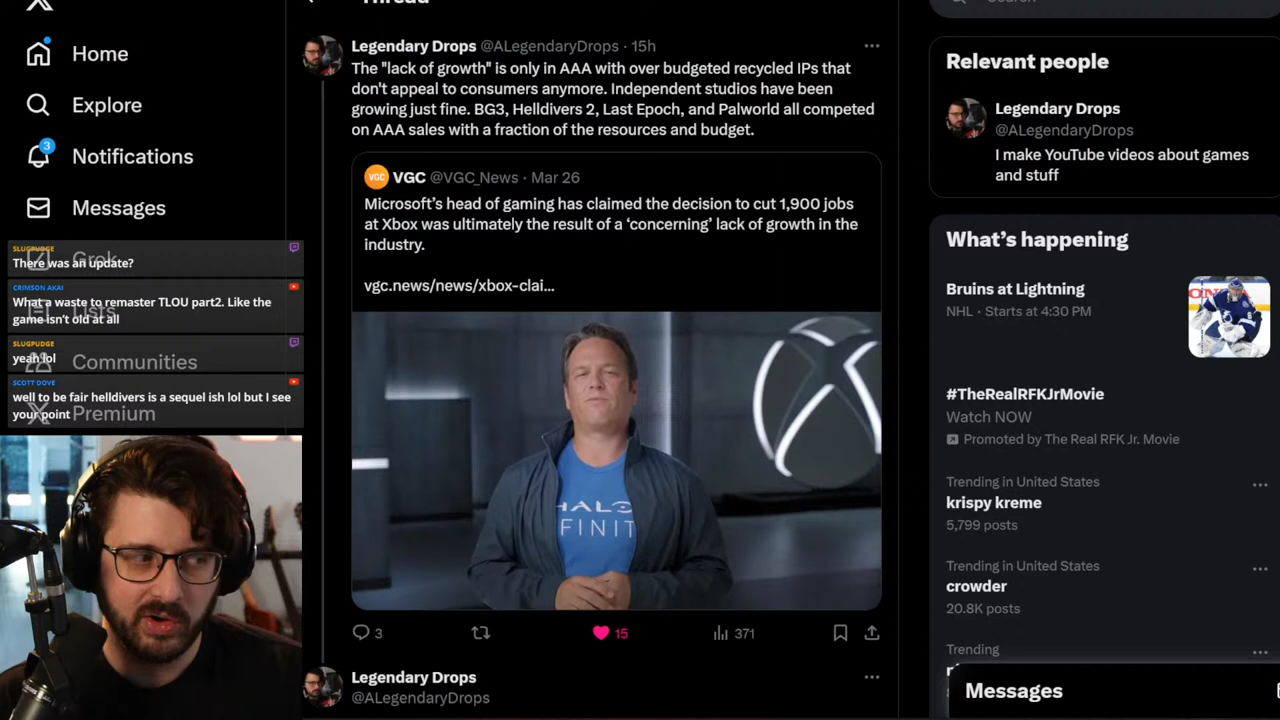 Thread
Legendary Drops @ALegendaryDrops · 15h
The "lack of growth" is only in AAA with over budgeted recycled IPs that
don't appeal to consumers anymore. Independent studios have been
growing just fine. BG3, Helldivers 2, Last Epoch, and Palworld all competed
on AAA sales with a fraction of the resources and budget.
VGC VGC @VGC_News · Mar 26
Microsoft's head of gaming has claimed the decision to cut 1,900 jobs
at Xbox was ultimately the result of a 'concerning' lack of growth in the
industry.
vgc.news/news/xbox-clai...
HALO
INFINIT
3
15
371
Legendary Drops
@ALegendaryDrops
Home
Explore
3
Notifications
Messages
Grok
Lists
Communities
Premium
SLUGPUDGE
There was an update?
CRIMSON AKAI
What a waste to remaster TLOU part2. Like the
game isn't old at all
SLUGPUDGE
yeah lol
SCOTT DOVE
well to be fair helldivers is a sequel ish lol but I see
your point
Search
Relevant people
Legendary Drops
@ALegendaryDrops
I make YouTube videos about games
and stuff
What's happening
Bruins at Lightning
NHL · Starts at 4:30 PM
#TheRealRFKJrMovie
Watch NOW
Promoted by The Real RFK Jr. Movie
Trending in United States
krispy kreme
5,799 posts
Trending in United States
crowder
20.8K posts
Trending
Messages